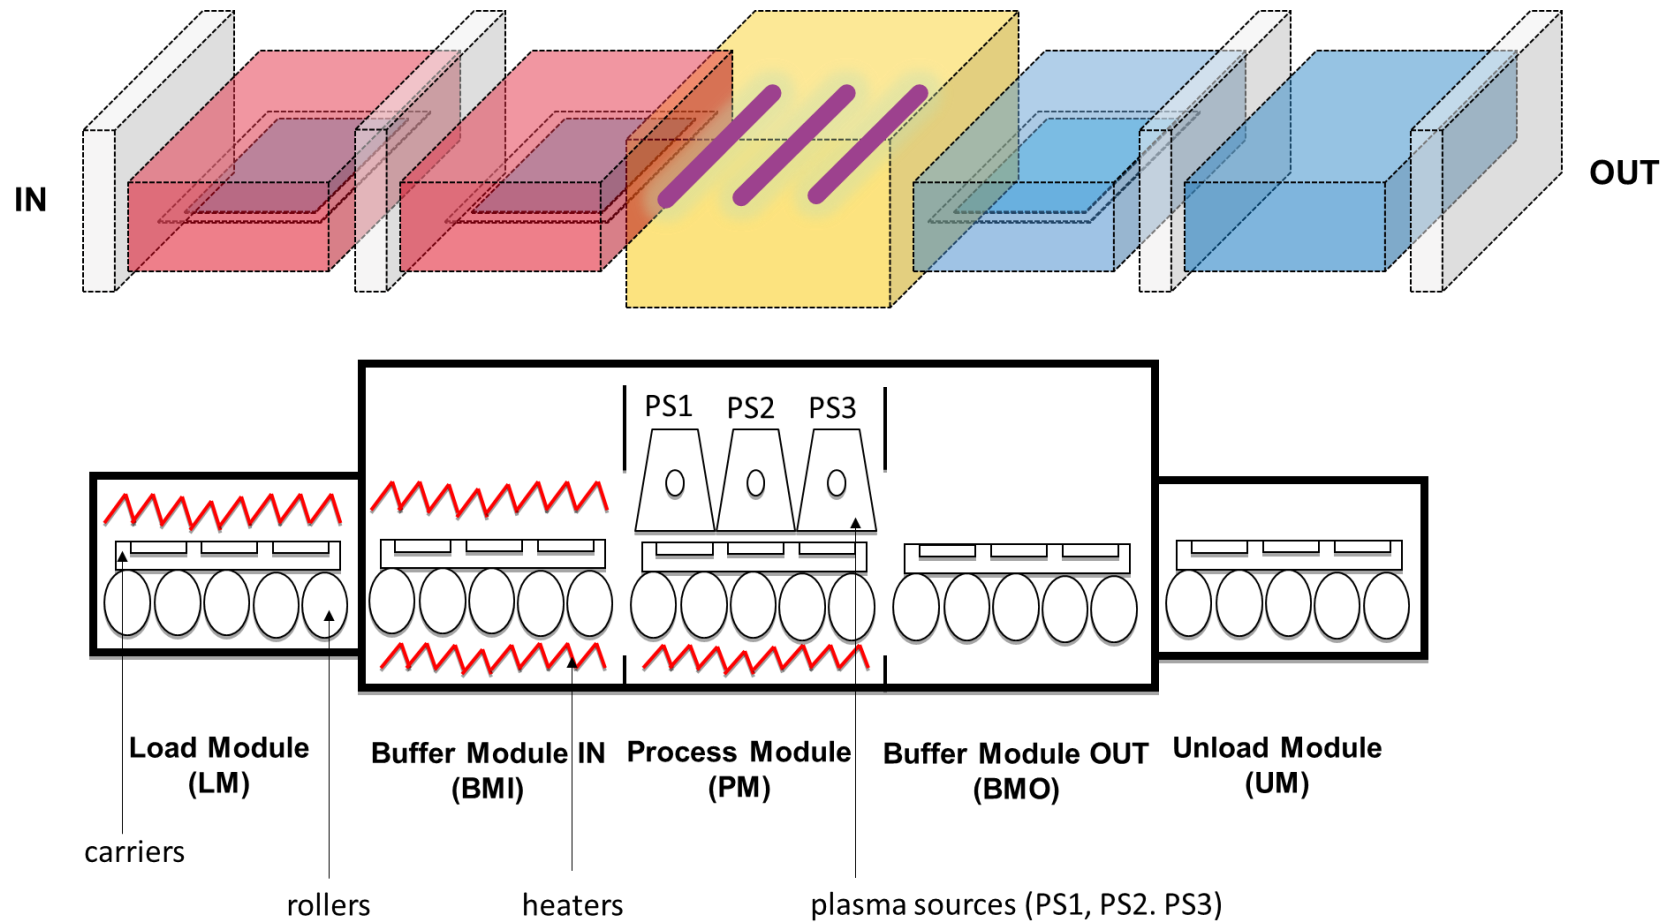 IN
OUT
PS1 PS2 PS3
Load Module
(LM)
Buffer Module IN
(BMI)
Process Module
(PM)
Buffer Module OUT
(BMO)
Unload Module
(UM)
carriers
rollers
heaters
plasma sources (PS1, PS2. PS3)